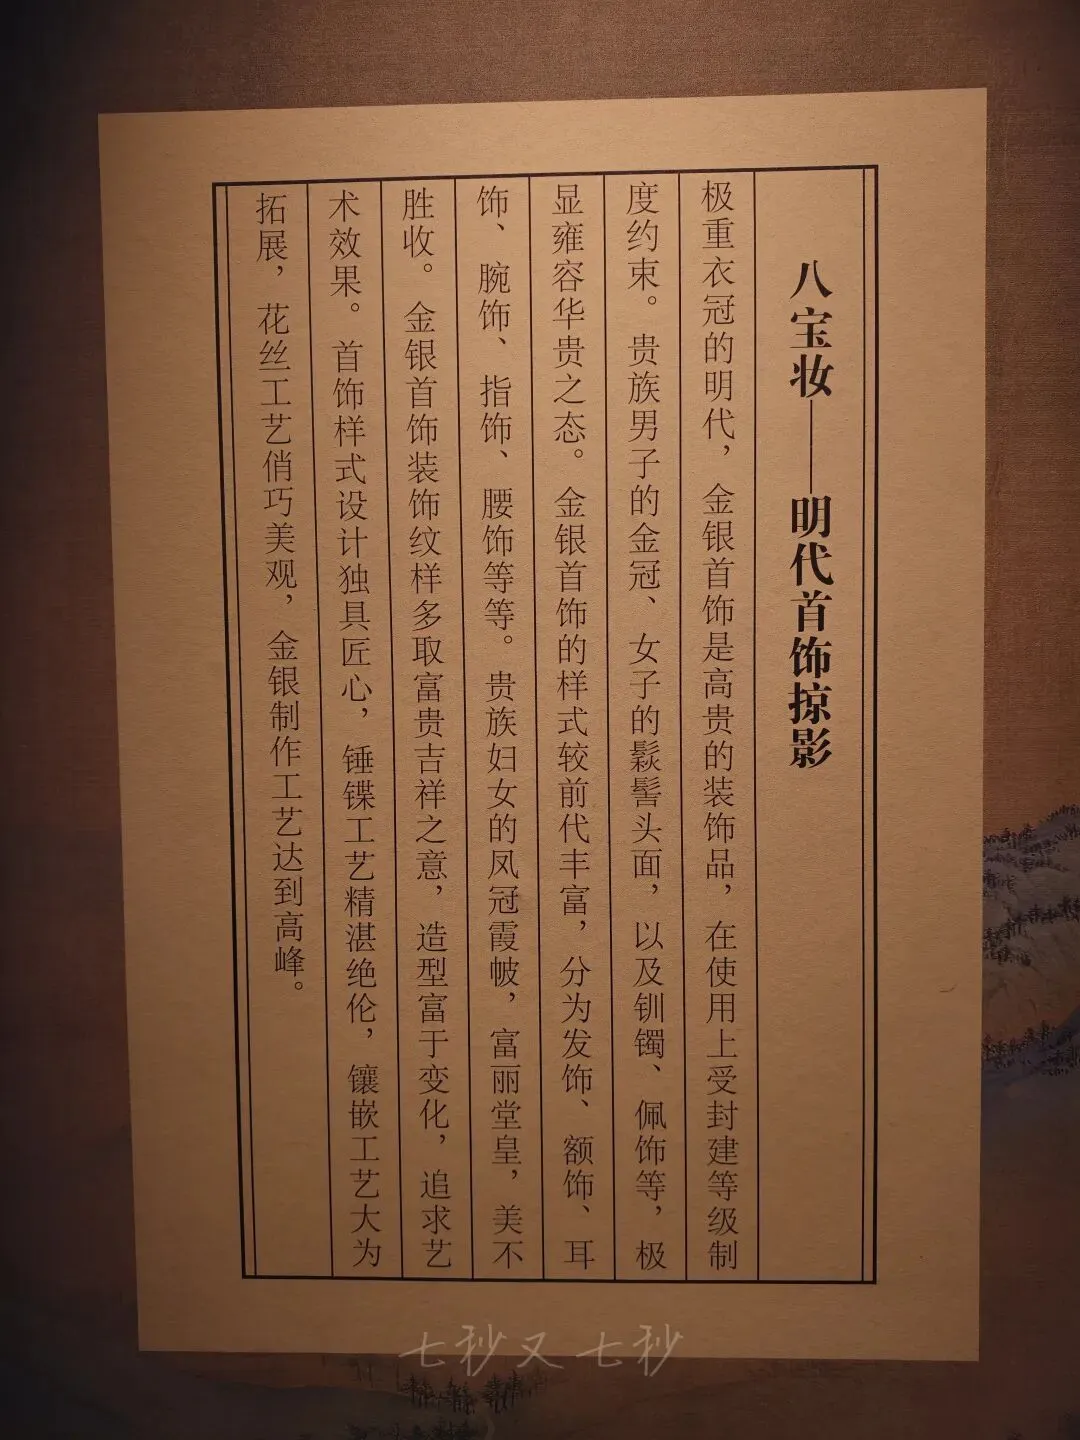 八宝妆——明代首饰掠影
极重衣冠的明代，金银首饰是高贵的装饰品，在使用上受封建等级制
度约束。贵族男子的金冠、女子的鬏髻头面，以及钏镯、佩饰等，极
显雍容华贵之态。金银首饰的样式较前代丰富，分为发饰、额饰、耳
饰、腕饰、指饰、腰饰等等。贵族妇女的凤冠霞帔，富丽堂皇，美不
胜收。金银首饰装饰纹样多取富贵吉祥之意，造型富于变化，追求艺
术效果。首饰样式设计独具匠心，锤鍱工艺精湛绝伦，镶嵌工艺大为
拓展，花丝工艺俏巧美观，金银制作工艺达到高峰。
七秒又七秒